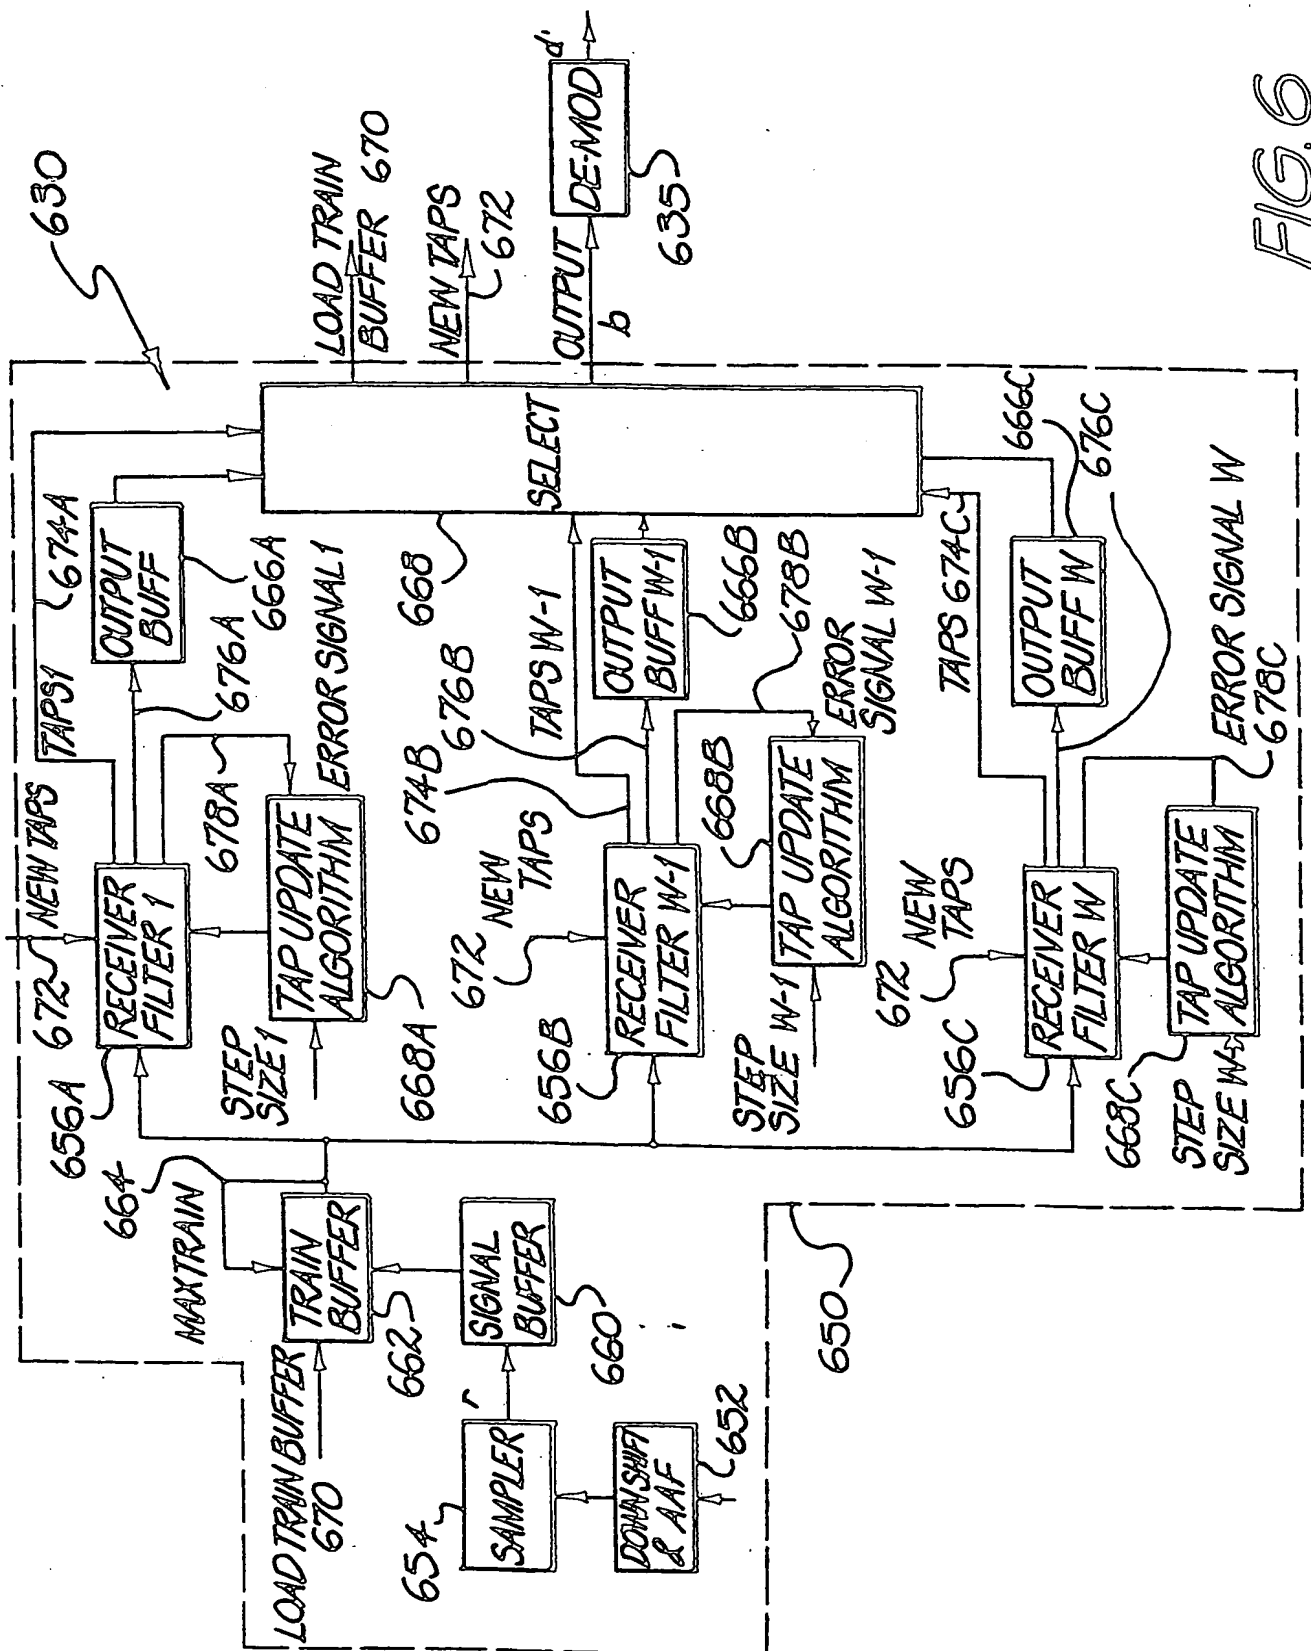 630
672
NEW TAPS
TAPS 1
674A
656A
RECEIVER
FILTER 1
676A
OUTPUT
BUFF
666A
678A
664
MAXTRAIN
STEP
SIZE 1
TAP UPDATE
ALGORITHM
ERROR SIGNAL 1
668A
LOAD TRAIN BUFFER
670
TRAIN
BUFFER
662
668
SELECT
LOAD TRAIN
BUFFER 670
NEW TAPS
672
OUTPUT
b
DE-MOD
d'
635
672
NEW
TAPS
674B
676B
TAPS W-1
656B
RECEIVER
FILTER W-1
OUTPUT
BUFF W-1
666B
678B
654
SAMPLER
r
SIGNAL
BUFFER
660
668B
STEP
SIZE W-1
TAP UPDATE
ALGORITHM
ERROR
SIGNAL W-1
DOWNSHIFT
& AAF
652
672
NEW
TAPS
TAPS 674C
656C
RECEIVER
FILTER W
OUTPUT
BUFF W
666C
676C
650
668C
STEP
SIZE W
TAP UPDATE
ALGORITHM
ERROR SIGNAL W
678C
FIG. 6